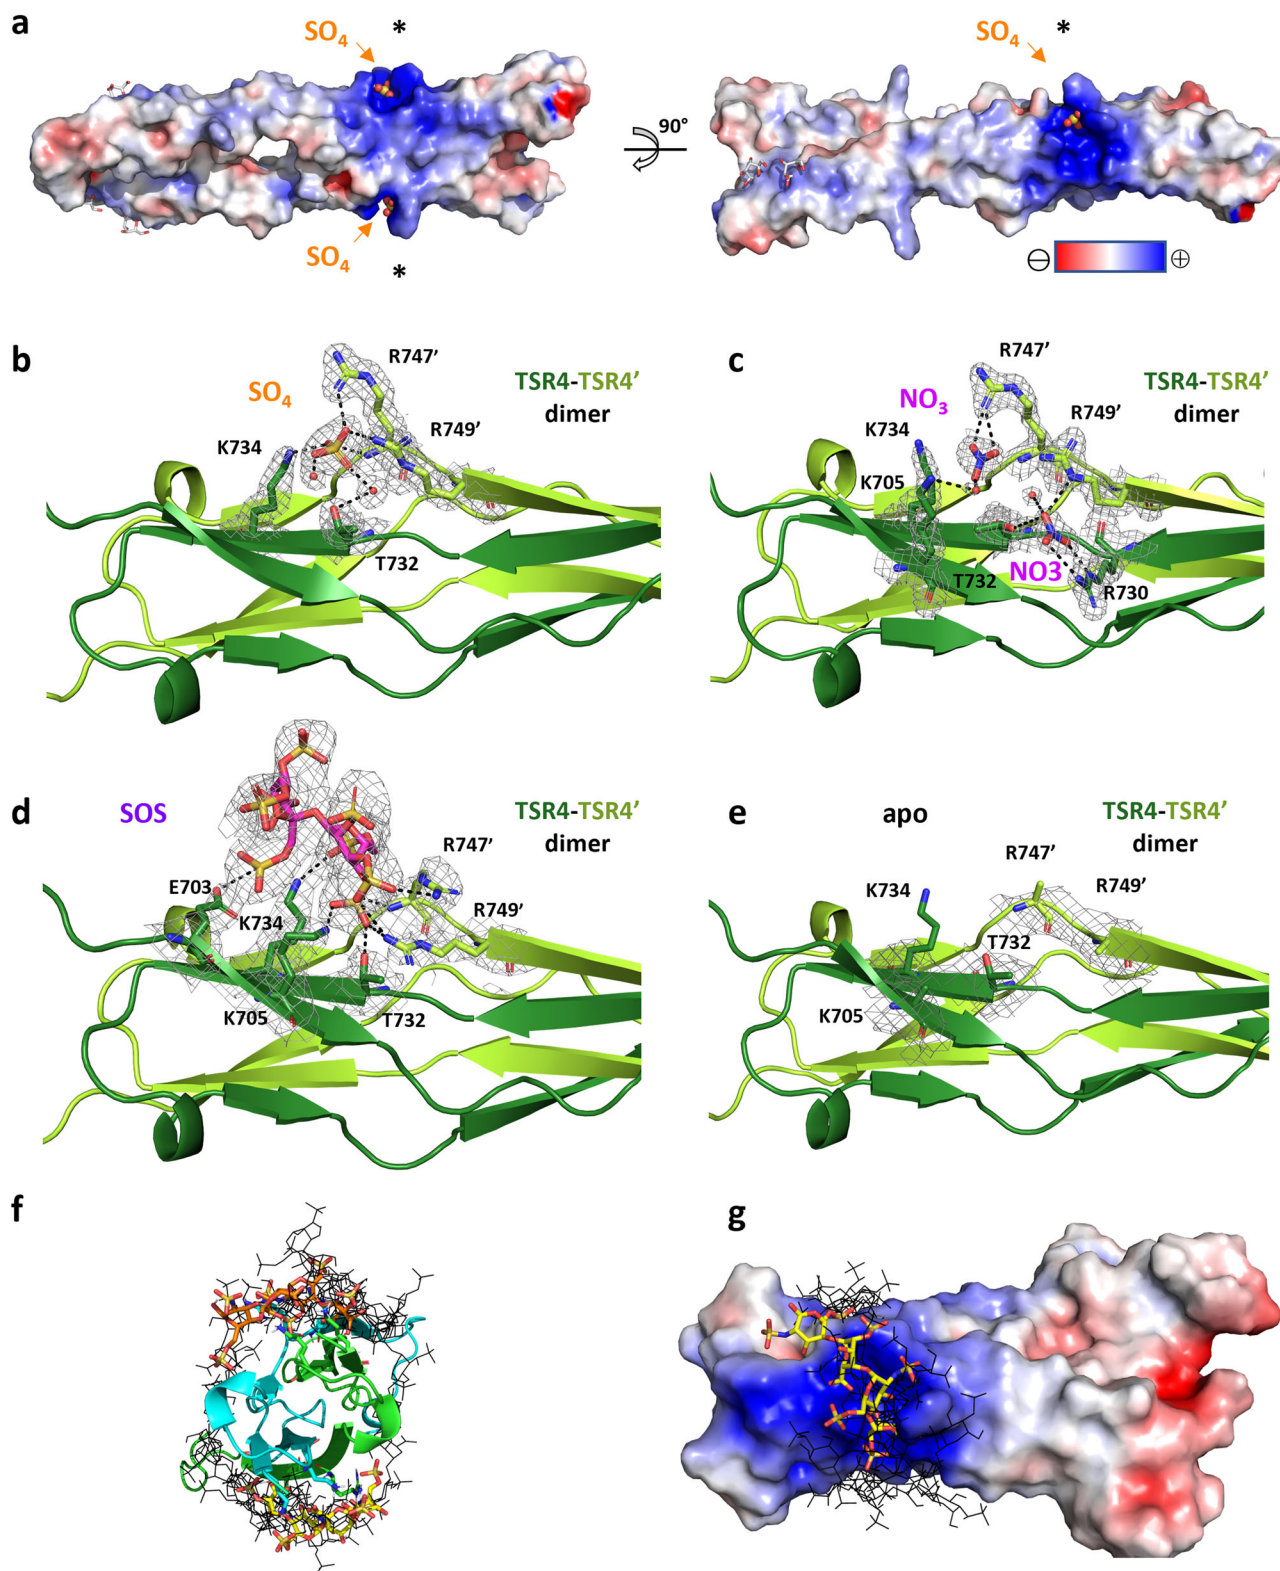 a
SO₄
*
SO₄
*
90°
SO₄
*
⊖ ⊕
b
SO₄
R747’
TSR4-TSR4’
dimer
K734
R749’
T732
c
NO₃
R747’
TSR4-TSR4’
dimer
K734
R749’
K705
T732
NO3
R730
d
SOS
TSR4-TSR4’
dimer
R747’
E703
K734
R749’
K705
T732
e
apo
TSR4-TSR4’
dimer
R747’
K734
R749’
T732
K705
f
g